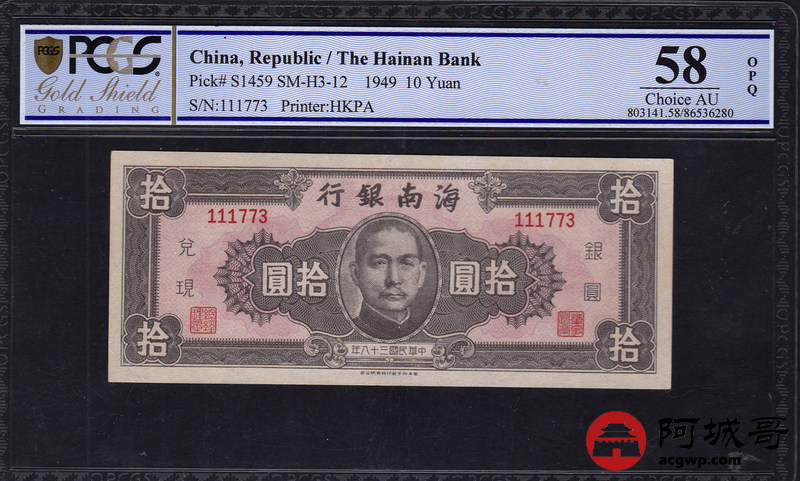 PCGS
Gold Shield
GRADING
China, Republic / The Hainan Bank
Pick# S1459 SM-H3-12 1949 10 Yuan
S/N:111773 Printer:HKPA
58
Choice AU
803141.58/86536280
OPQ
拾
行銀南海
拾
111773
111773
兌現
圓拾
圓拾
銀圓
拾
年八十三國民華中
拾
阿城哥
acgwp.com